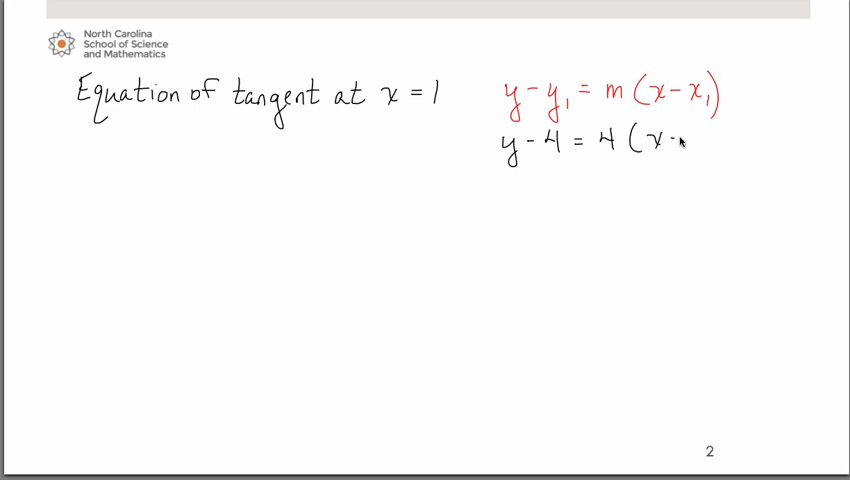 North Carolina
School of Science
and Mathematics
Equation of tangent at x = 1
y - y₁ = m (x - x₁)
y - 4 = 4 (x -
2